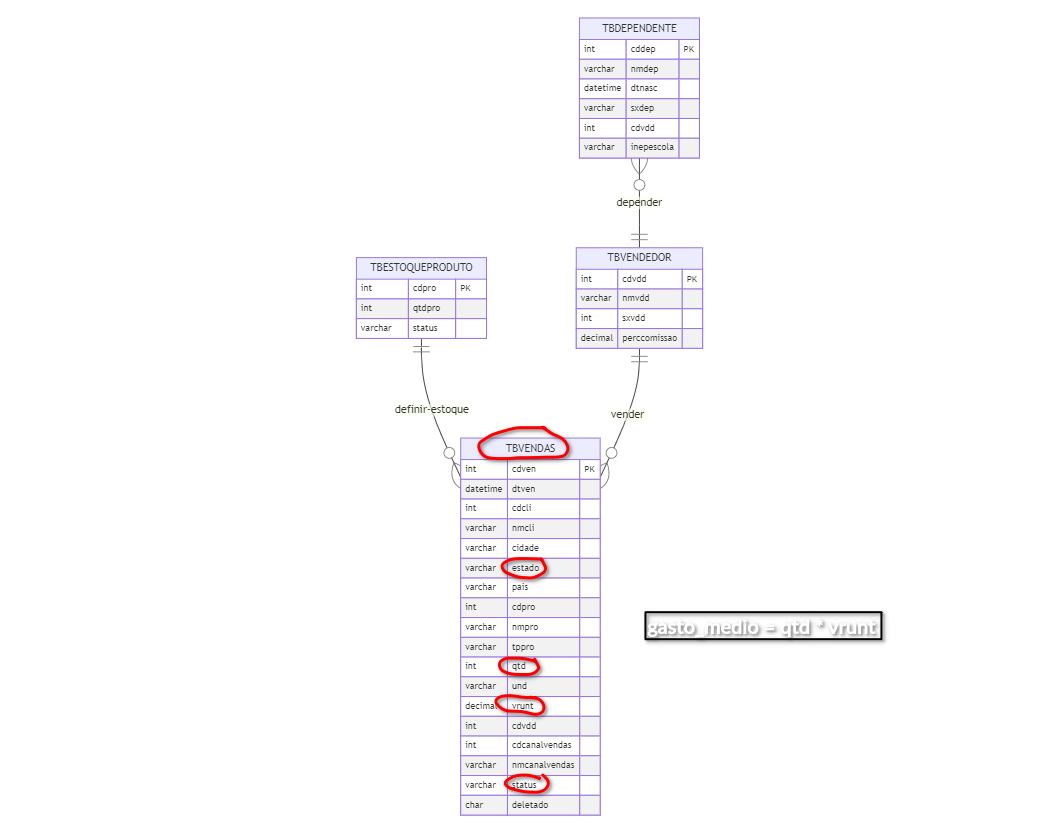 TBDEPENDENTE
int cddep PK
varchar nmdep
datetime dtnasc
varchar sxdep
int cdvdd
varchar inepescola
depender
TBESTOQUEPRODUTO
int cdpro PK
int qtdpro
varchar status
TBVENDEDOR
int cdvdd PK
varchar nmvdd
int sxvdd
decimal perccomissao
definir-estoque
vender
TBVENDAS
int cdven PK
datetime dtven
int cdcli
varchar nmcli
varchar cidade
varchar estado
varchar pais
int cdpro
varchar nmpro
varchar tppro
int qtd
varchar und
decimal vrunt
int cdvdd
int cdcanalvendas
varchar nmcanalvendas
varchar status
char deletado
gasto_medio = qtd * vrunt